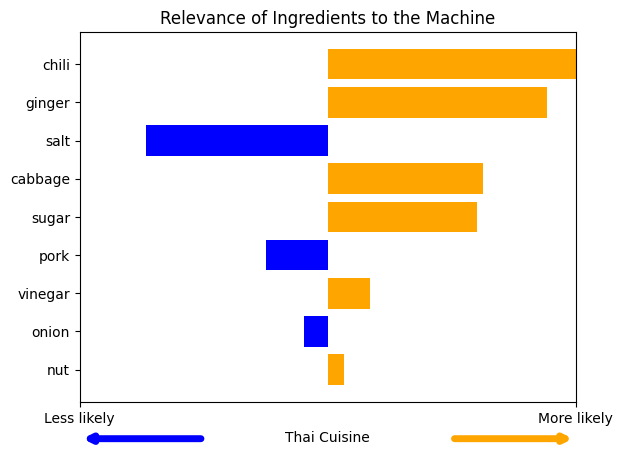 Relevance of Ingredients to the Machine
chili
ginger
salt
cabbage
sugar
pork
vinegar
onion
nut
Less likely
More likely
Thai Cuisine